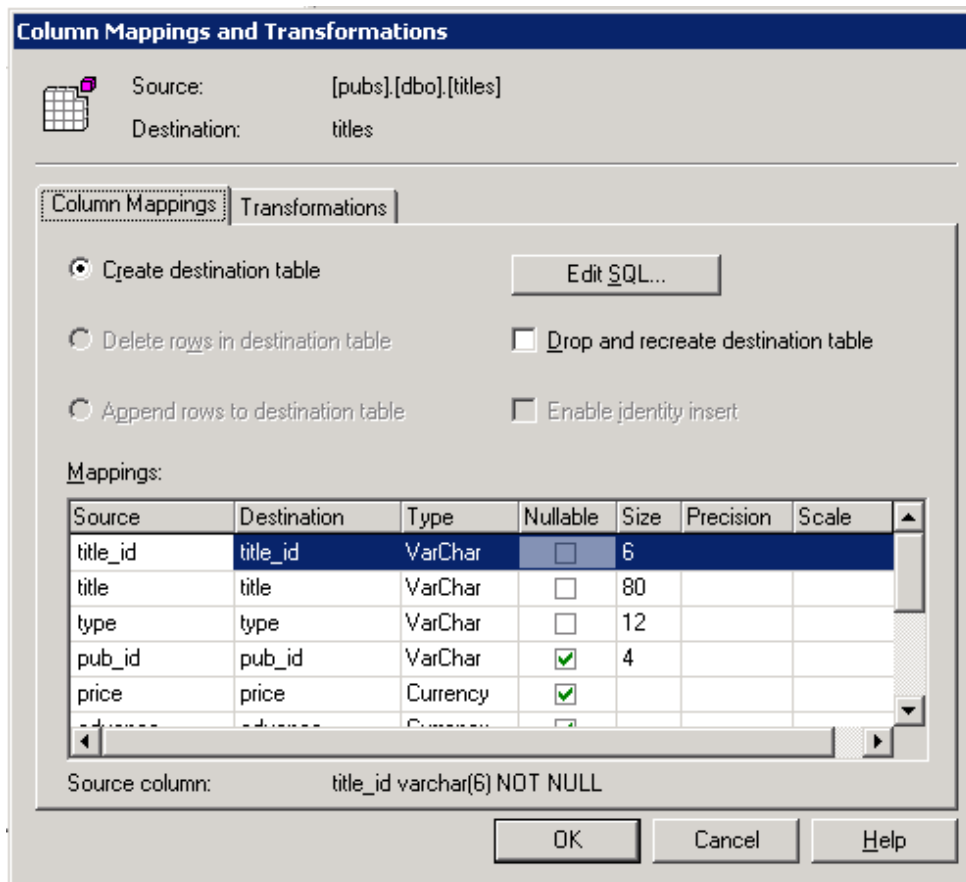 Column Mappings and Transformations
Source: [pubs].[dbo].[titles]
Destination: titles
Column Mappings Transformations
Create destination table Edit SQL...
Delete rows in destination table Drop and recreate destination table
Append rows to destination table Enable identity insert
Mappings:
Source Destination Type Nullable Size Precision Scale
title_id title_id VarChar 6
title title VarChar 80
type type VarChar 12
pub_id pub_id VarChar 4
price price Currency
Source column: title_id varchar(6) NOT NULL
OK Cancel Help